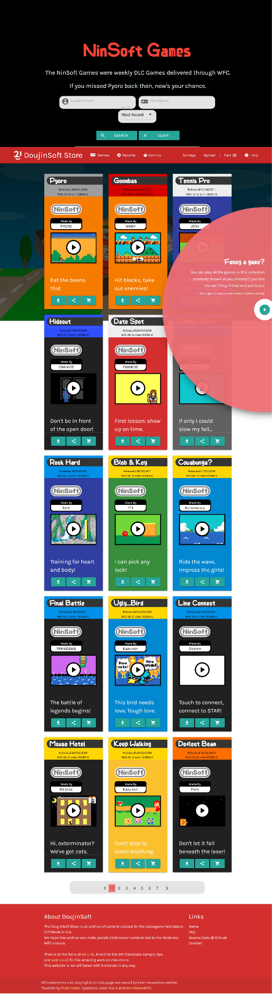 NinSoft Games
The NinSoft Games were weekly DLC Games delivered through WFC.
If you missed Pyoro back then, now's your chance.
Creator Name
Item Name
Sort By
Most Recent
SEARCH
CLEAR
DoujinSoft Store
Games
Records
Comics
Surveys
Upload
|
Cart (5)
Help
Pyoro
Released 08/04/2011
MIO-ID: G-nint-10100-0
NinSoft
Made By
PYORO
Eat the beans
that
Goonbas
Released 08/04/2011
MIO-ID: G-nint-10099-0
NinSoft
Made By
WADY
Hit blocks, take
out enemies!
Tennis Pro
Released 01/04/2011
MIO-ID: G-nint-10097-0
NinSoft
Made By
JON+
Fancy a game?
You can play all the games in this collection
randomly thrown at you, (mostly*) just like
the real thing. 4 lives and you're out!
* Some games may be unwinnable or behave weirdly.
Hideout
Released 01/04/2011
MIO-ID: G-nint-10098-0
NinSoft
Made By
CHAIKOS
Don't be in front
of the open door!
Date Spot
Released 25/03/2011
MIO-ID: G-nint-10096-0
NinSoft
Made By
CHAIKOS
First lesson: show
up on time.
Chute, Score
NinSoft
Made By
If only I could
slow my fall...
Rock Hard
Released 18/03/2011
MIO-ID: G-nint-10094-0
NinSoft
Made By
Pom
Training for heart
and body!
Blob & Key
Released 18/03/2011
MIO-ID: G-nint-10093-0
NinSoft
Made By
YT1
I can pick any
lock!
Cowabunga?
Released 11/03/2011
MIO-ID: G-nint-10091-0
NinSoft
Made By
Kuromatsu
Ride the wave,
impress the girls!
Final Battle
Released 11/03/2011
MIO-ID: G-nint-10092-0
NinSoft
Made By
YAMADAWA
The battle of
legends begins!
Ugly...Bird
Released 04/03/2011
MIO-ID: G-nint-10090-0
NinSoft
Made By
Kazunori
How
cute!
How
crude!
This bird needs
love. Tough love.
Line Connect
Released 04/03/2011
MIO-ID: G-nint-10089-0
NinSoft
Made By
Okome
Touch to connect,
connect to STAR!
Mouse Hotel
Released 25/02/2011
MIO-ID: G-nint-10087-0
NinSoft
Made By
Mr.mbc
Hi, exterminator?
We've got cats.
Keep Walking
Released 25/02/2011
MIO-ID: G-nint-10088-0
NinSoft
Made By
Kazunori
Don't stop to
smell anything.
Deflect Beam
Released 18/02/2011
MIO-ID: G-nint-10085-0
NinSoft
Made By
Pom
Don't let it fall
beneath the laser!
1 2 3 4 5 6 7
About DoujinSoft
The DoujinSoft Store is an archive of content created for the videogame WarioWare
DIY/Made in Ore.
We hope this archive can make people (re)discover content lost to the Nintendo
WFC closure.
Thanks to the folks at WiiLink, Kievit for the DIY Showcase sample rips,
and yeahross0 for his amazing work on mio-micro.
This website is not affiliated with Nintendo in any way.
Links
Home
FAQ
Source Code @ GitHub
Contact
All trademarks and copyrights on this page are owned by their respective parties.
Powered by Materialize. Typefaces used: Karla and WarioWareMPG.